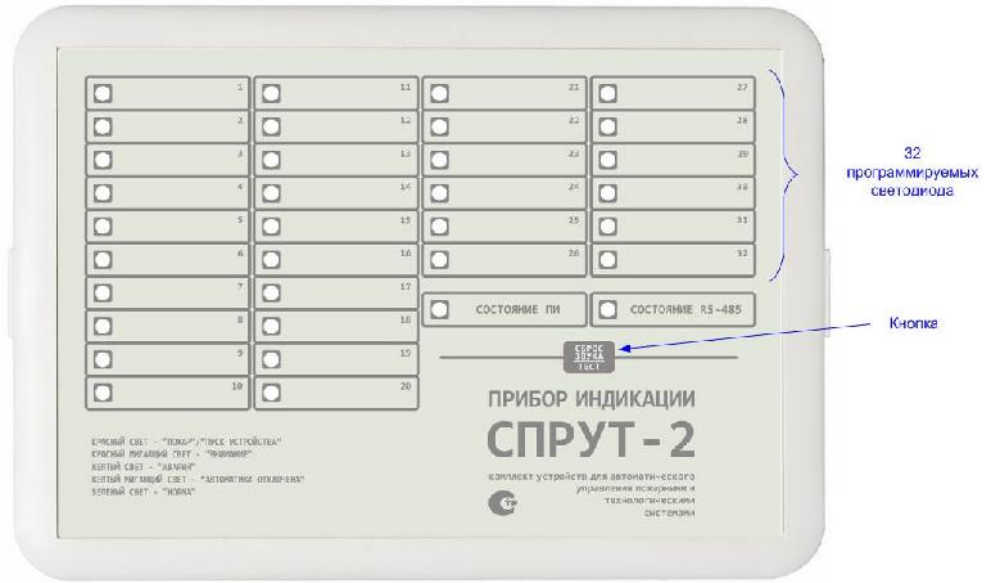 1
2
3
4
5
6
7
8
9
10
11
12
13
14
15
16
17
18
19
20
21
22
23
24
25
26
27
28
29
30
31
32
СОСТОЯНИЕ ПИ
СОСТОЯНИЕ RS-485
СБРОС
ЗВУКА
ТЕСТ
ПРИБОР ИНДИКАЦИИ
СПРУТ-2
комплект устройств для автоматического
управления пожарными и
технологическими
системами
КРАСНЫЙ СВЕТ - "ПОЖАР"/"ПУСК УСТРОЙСТВА"
КРАСНЫЙ МИГАЮЩИЙ СВЕТ - "ВНИМАНИЕ"
ЖЕЛТЫЙ СВЕТ - "АВАРИЯ"
ЖЕЛТЫЙ МИГАЮЩИЙ СВЕТ - "АВТОМАТИКА ОТКЛЮЧЕНА"
ЗЕЛЕНЫЙ СВЕТ - "НОРМА"
32
программируемых
светодиода
Кнопка